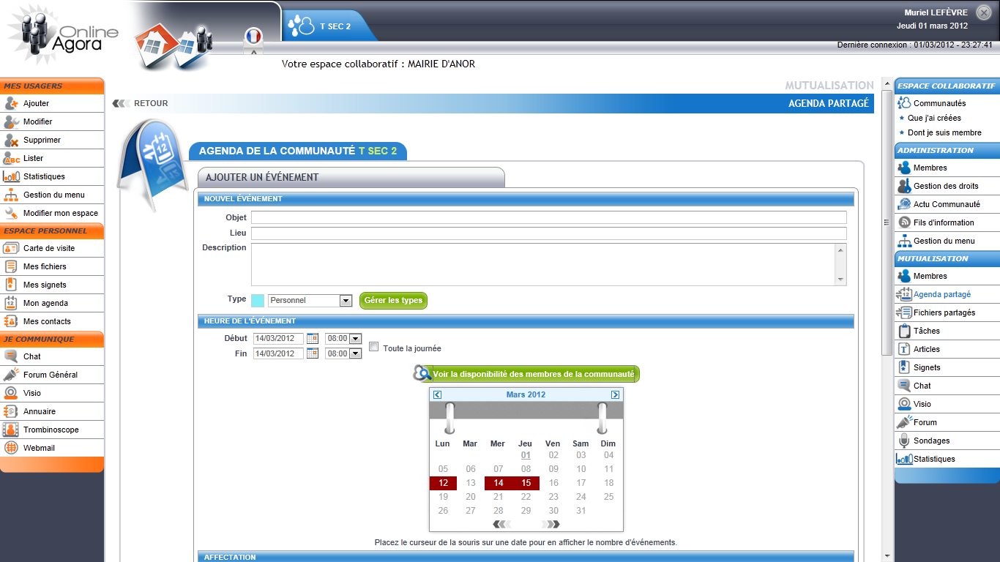 Online
Agora
T SEC 2
Muriel LEFÈVRE
Jeudi 01 mars 2012
Dernière connexion : 01/03/2012 - 23:27:41
Votre espace collaboratif : MAIRIE D'ANOR
MES USAGERS
Ajouter
Modifier
Supprimer
ABC
Lister
Statistiques
Gestion du menu
Modifier mon espace
ESPACE PERSONNEL
Carte de visite
Mes fichiers
Mes signets
12
Mon agenda
Mes contacts
JE COMMUNIQUE
Chat
Forum Général
Visio
Annuaire
Trombinoscope
Webmail
MUTUALISATION
RETOUR
AGENDA PARTAGÉ
12
AGENDA DE LA COMMUNAUTÉ T SEC 2
AJOUTER UN ÉVÉNEMENT
NOUVEL ÉVÉNEMENT
Objet
Lieu
Description
Type Personnel Gérer les types
HEURE DE L'ÉVÉNEMENT
Début 14/03/2012 08:00
Toute la journée
Fin 14/03/2012 08:00
Voir la disponibilité des membres de la communauté
Mars 2012
Lun Mar Mer Jeu Ven Sam Dim
01 02 03 04
05 06 07 08 09 10 11
12 13 14 15 16 17 18
19 20 21 22 23 24 25
26 27 28 29 30 31
Placez le curseur de la souris sur une date pour en afficher le nombre d'événements.
AFFECTATION
ESPACE COLLABORATIF
Communautés
Que j'ai créées
Dont je suis membre
ADMINISTRATION
Membres
Gestion des droits
Actu Communauté
Fils d'information
Gestion du menu
MUTUALISATION
Membres
12
Agenda partagé
Fichiers partagés
Tâches
T
Articles
Signets
Chat
Visio
Forum
Sondages
Statistiques